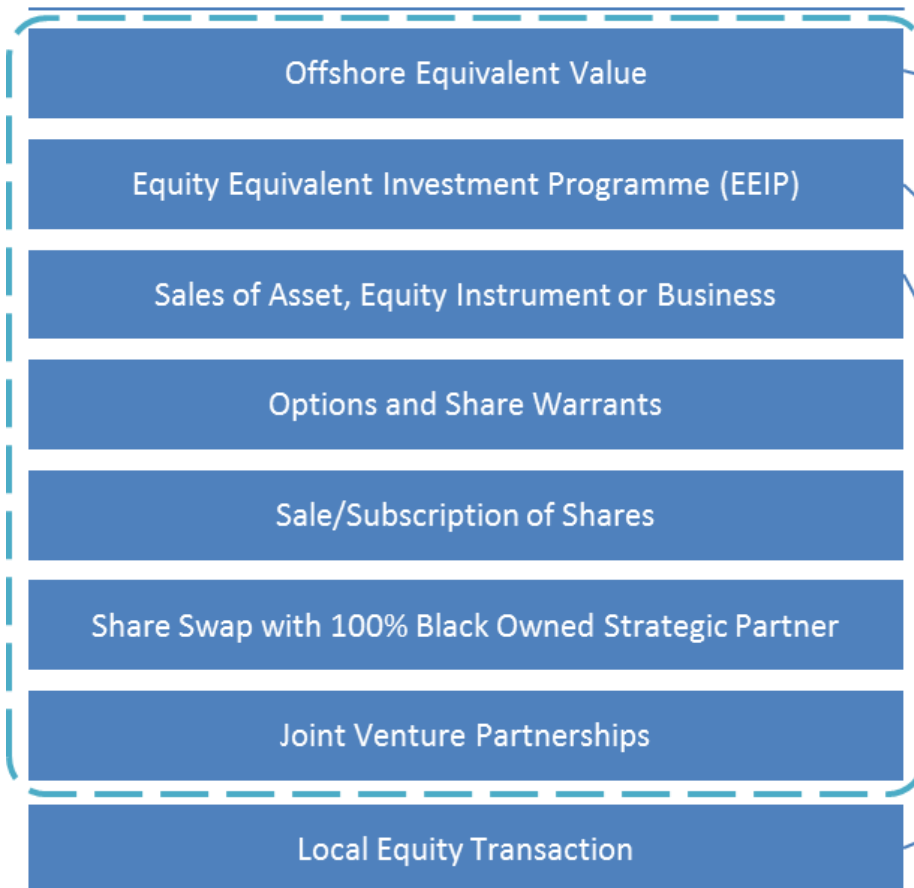 Offshore Equivalent Value
Equity Equivalent Investment Programme (EEIP)
Sales of Asset, Equity Instrument or Business
Options and Share Warrants
Sale/Subscription of Shares
Share Swap with 100% Black Owned Strategic Partner
Joint Venture Partnerships
Local Equity Transaction